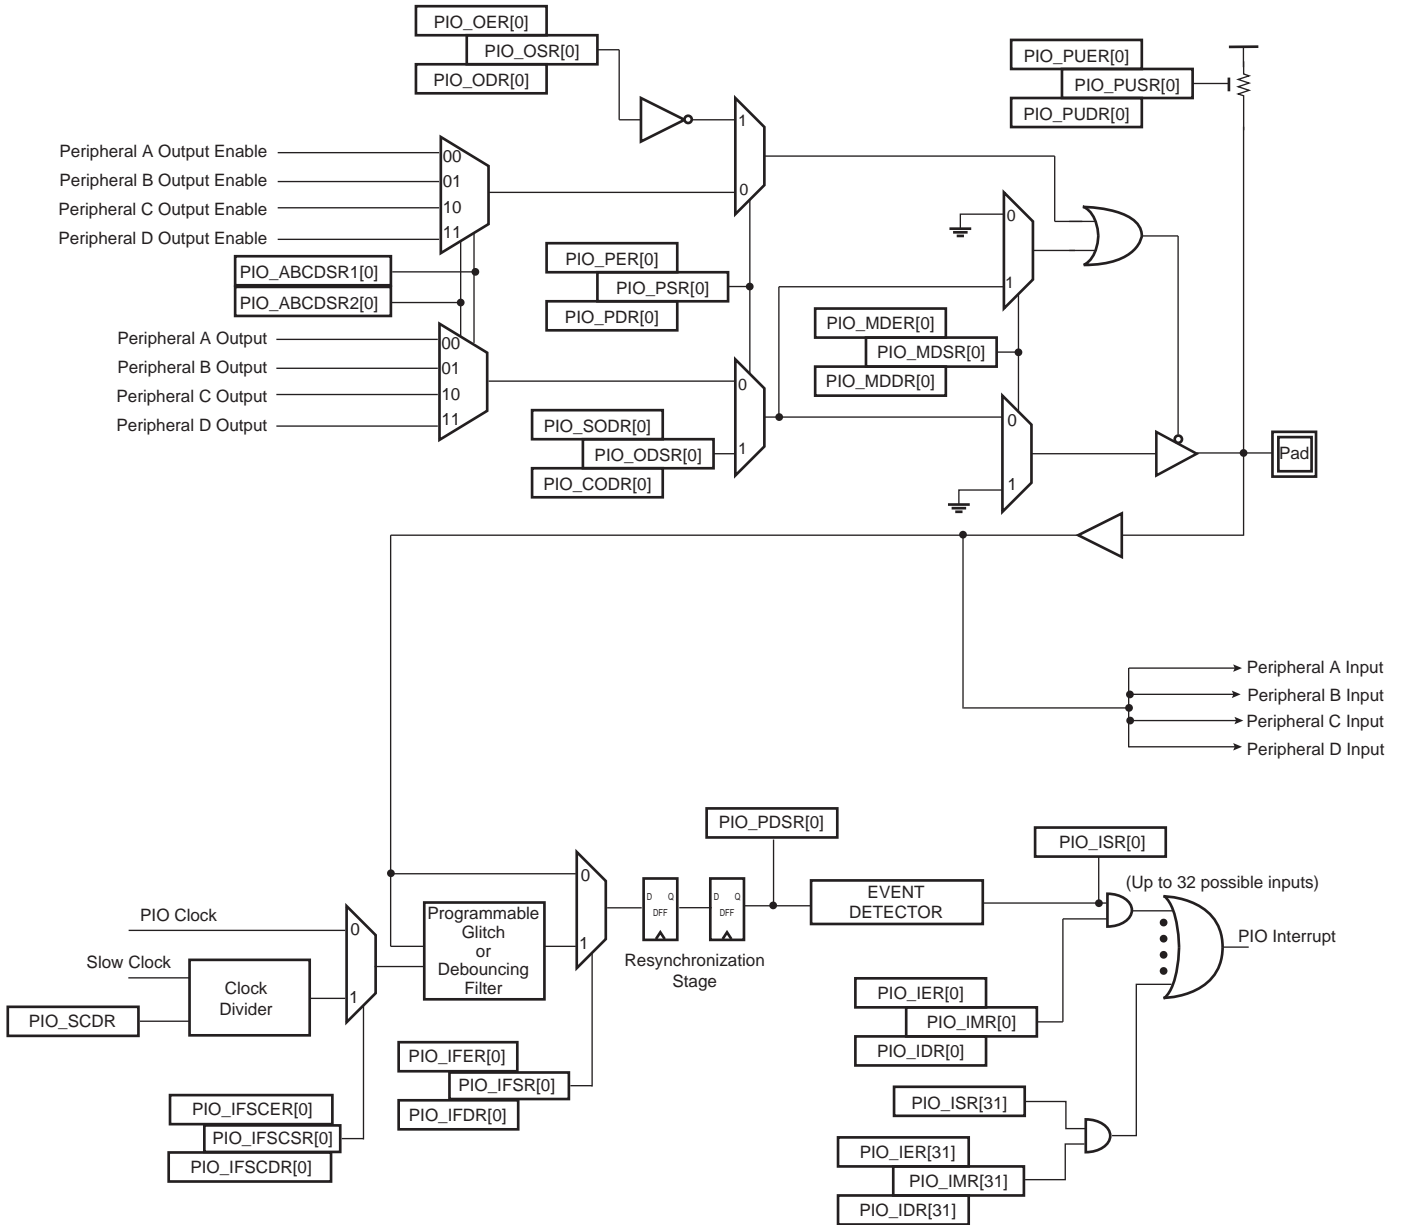 PIO_OER[0]
PIO_OSR[0]
PIO_ODR[0]
PIO_PUER[0]
PIO_PUSR[0]
PIO_PUDR[0]
1
0
Peripheral A Output Enable
Peripheral B Output Enable
Peripheral C Output Enable
Peripheral D Output Enable
00
01
10
11
PIO_ABCDSR1[0]
PIO_ABCDSR2[0]
PIO_PER[0]
PIO_PSR[0]
PIO_PDR[0]
0
1
PIO_MDER[0]
PIO_MDSR[0]
PIO_MDDR[0]
Peripheral A Output
Peripheral B Output
Peripheral C Output
Peripheral D Output
00
01
10
11
0
1
PIO_SODR[0]
PIO_ODSR[0]
PIO_CODR[0]
0
1
Pad
Peripheral A Input
Peripheral B Input
Peripheral C Input
Peripheral D Input
PIO_PDSR[0]
PIO_ISR[0]
(Up to 32 possible inputs)
EVENT
DETECTOR
PIO Interrupt
0
1
D Q
DFF
D Q
DFF
Resynchronization
Stage
Programmable
Glitch
or
Debouncing
Filter
PIO Clock
Slow Clock
0
1
Clock
Divider
PIO_SCDR
PIO_IER[0]
PIO_IMR[0]
PIO_IDR[0]
PIO_IFER[0]
PIO_IFSR[0]
PIO_IFDR[0]
PIO_IFSCER[0]
PIO_IFSCSR[0]
PIO_IFSCDR[0]
PIO_ISR[31]
PIO_IER[31]
PIO_IMR[31]
PIO_IDR[31]